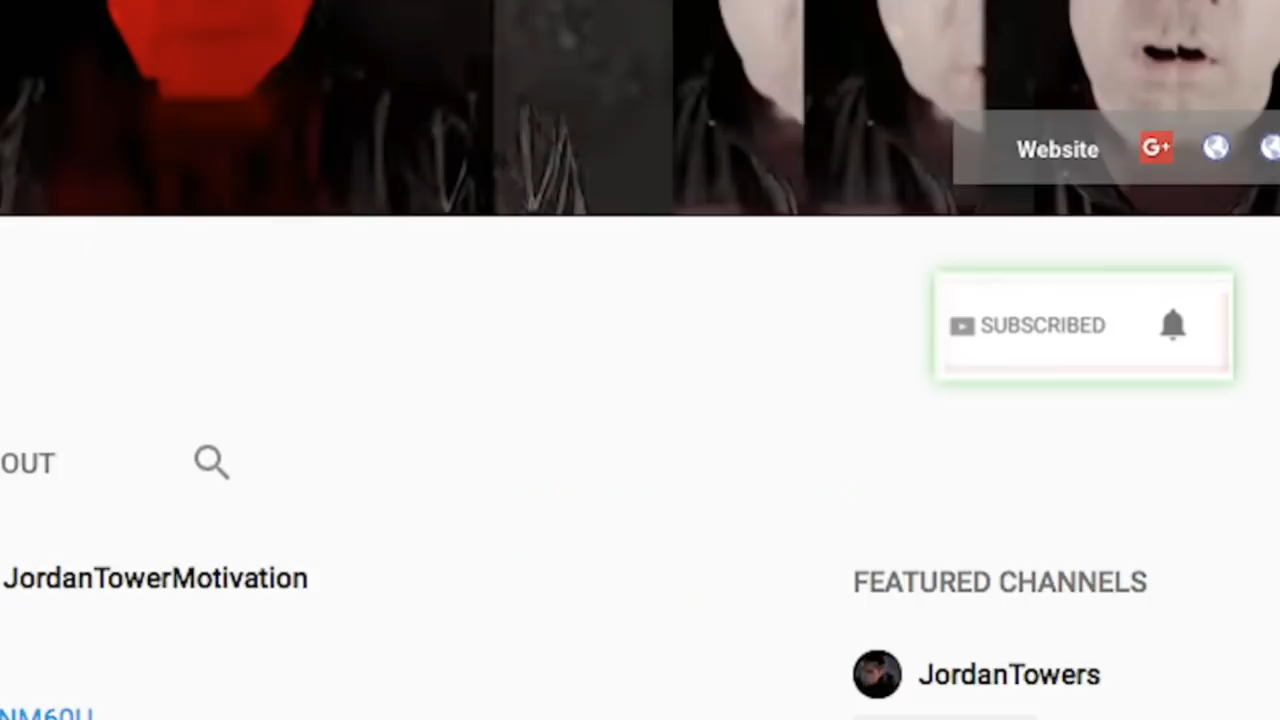 Website G+
SUBSCRIBED
OUT
JordanTowerMotivation
FEATURED CHANNELS
JordanTowers